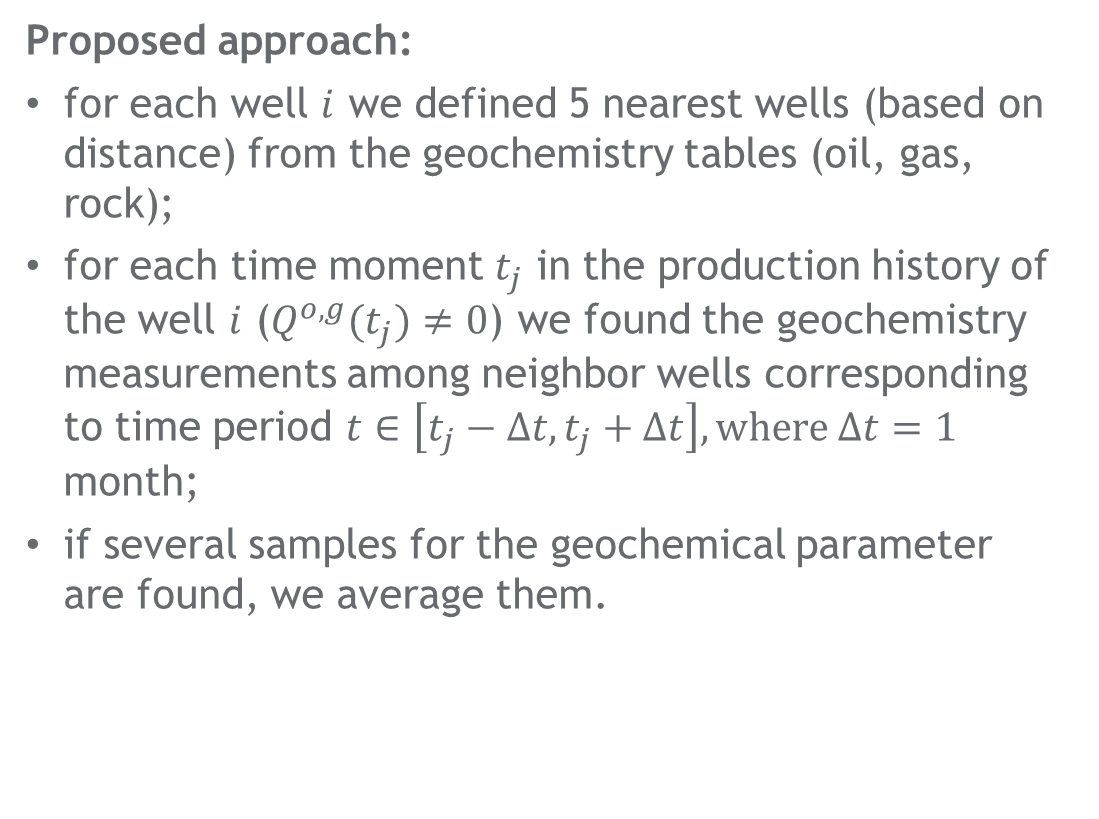 Proposed approach:
• for each well 𝑖 we defined 5 nearest wells (based on
distance) from the geochemistry tables (oil, gas,
rock);
• for each time moment 𝑡ⱼ in the production history of
the well 𝑖 (𝑄ᵒ,ᵍ(𝑡ⱼ) ≠ 0) we found the geochemistry
measurements among neighbor wells corresponding
to time period 𝑡 ∈ [𝑡ⱼ − Δ𝑡, 𝑡ⱼ + Δ𝑡], where Δ𝑡 = 1
month;
• if several samples for the geochemical parameter
are found, we average them.